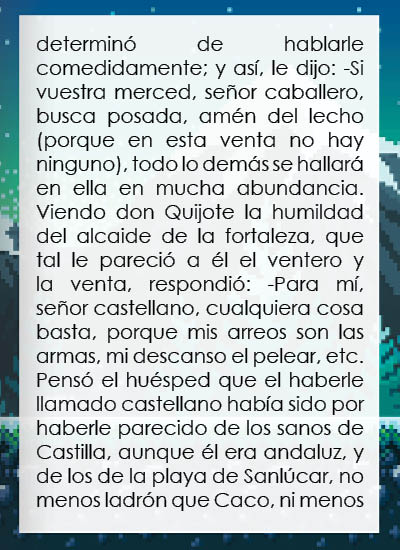 determinó de hablarle
comedidamente; y así, le dijo: -Si
vuestra merced, señor caballero,
busca posada, amén del lecho
(porque en esta venta no hay
ninguno), todo lo demás se hallará
en ella en mucha abundancia.
Viendo don Quijote la humildad
del alcaide de la fortaleza, que
tal le pareció a él el ventero y
la venta, respondió: -Para mí,
señor castellano, cualquiera cosa
basta, porque mis arreos son las
armas, mi descanso el pelear, etc.
Pensó el huésped que el haberle
llamado castellano había sido por
haberle parecido de los sanos de
Castilla, aunque él era andaluz, y
de los de la playa de Sanlúcar, no
menos ladrón que Caco, ni menos